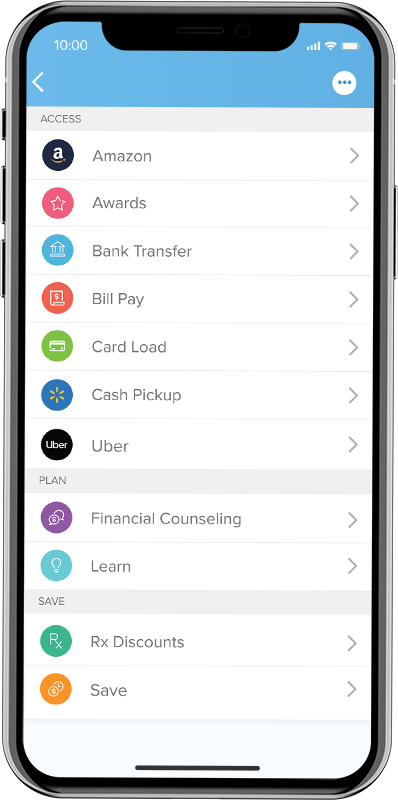 10:00
ACCESS
a Amazon
Awards
Bank Transfer
$ Bill Pay
Card Load
Cash Pickup
Uber Uber
PLAN
Financial Counseling
Learn
SAVE
Rx Rx Discounts
$ Save